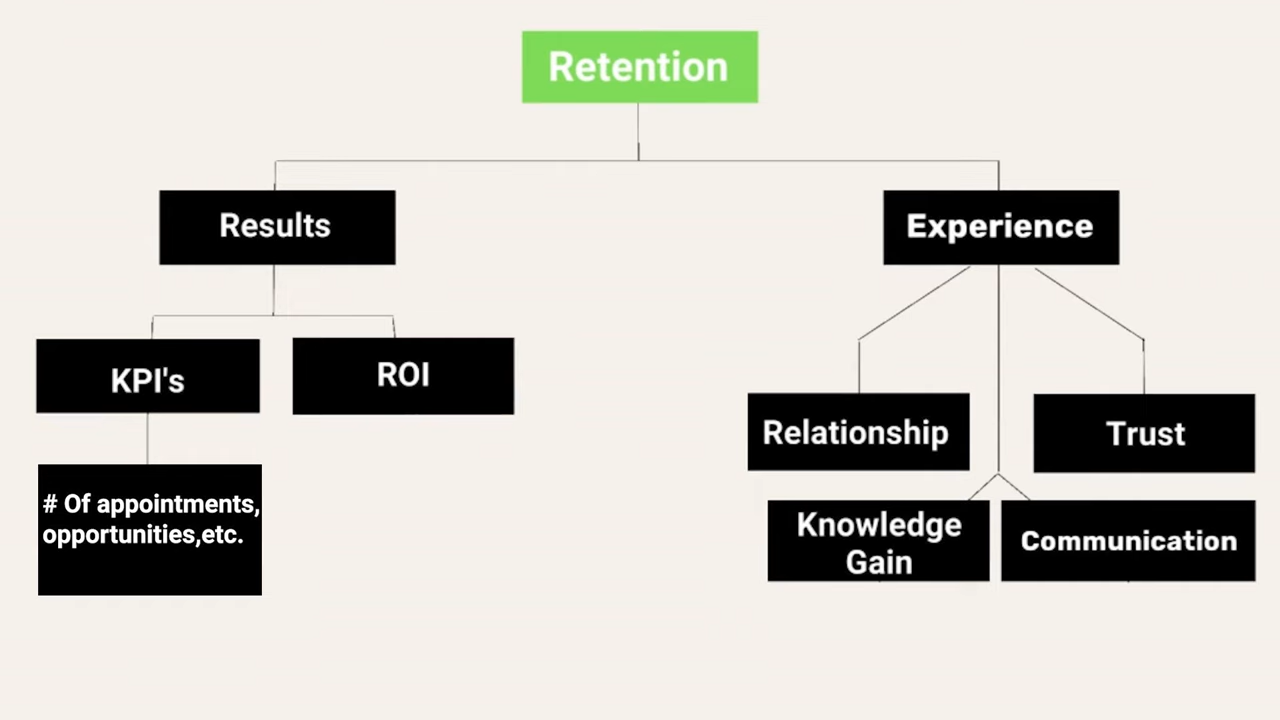 Retention
Results
Experience
KPI's
ROI
Relationship
Trust
# Of appointments,
opportunities,etc.
Knowledge
Gain
Communication